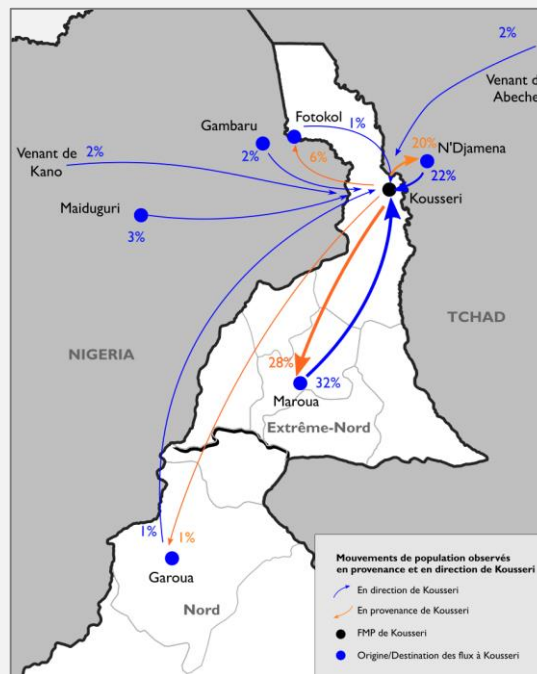 2%
Venant d
Abeche
Fotokol
1%
Gambaru
20%
N'Djamena
Venant de
Kano
2%
2%
6%
22%
Kousseri
Maiduguri
3%
TCHAD
NIGERIA
28%
32%
Maroua
Extrême-Nord
1%
1%
Garoua
Nord
Mouvements de population observés
en provenance et en direction de Kousseri
En direction de Kousseri
En provenance de Kousseri
FMP de Kousseri
Origine/Destination des flux à Kousseri